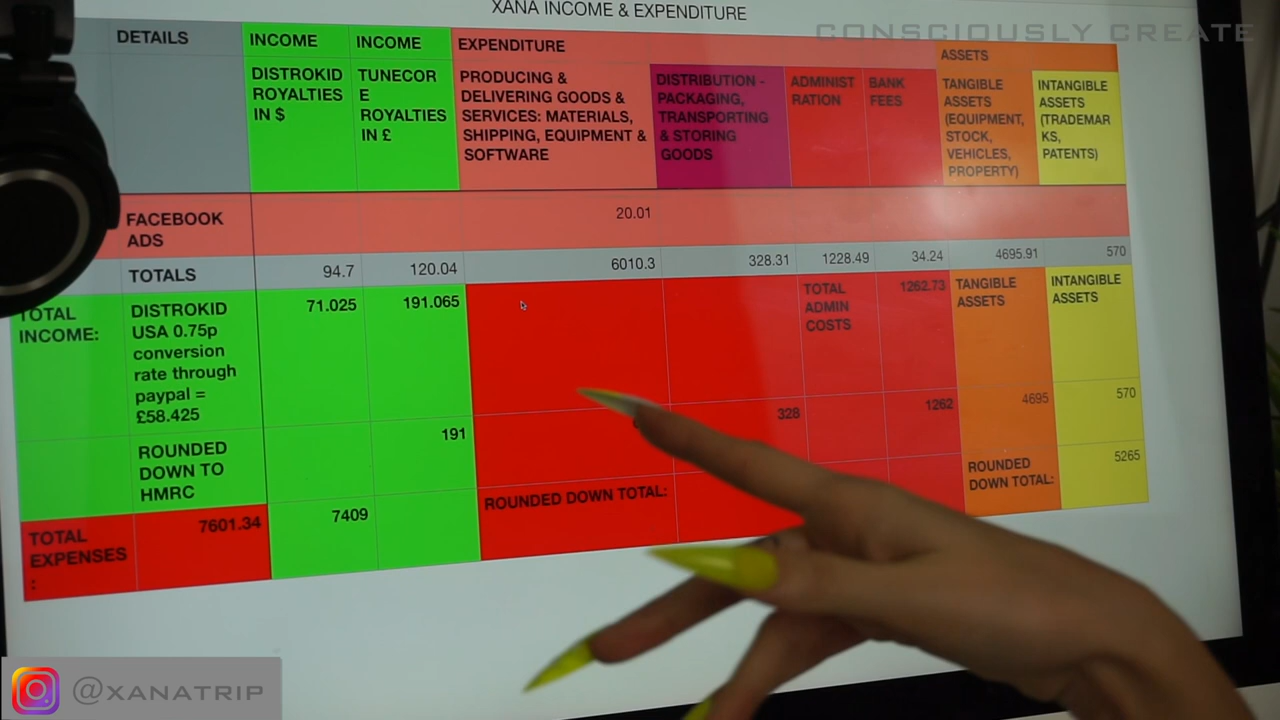 XANA INCOME & EXPENDITURE
CONSCIOUSLY CREATE
DETAILS
INCOME
INCOME
EXPENDITURE
ASSETS
DISTROKID
ROYALTIES
IN $
TUNECOR
E
ROYALTIES
IN £
PRODUCING &
DELIVERING GOODS &
SERVICES: MATERIALS,
SHIPPING, EQUIPMENT &
SOFTWARE
DISTRIBUTION -
PACKAGING,
TRANSPORTING
& STORING
GOODS
ADMINIST
RATION
BANK
FEES
TANGIBLE
ASSETS
(EQUIPMENT,
STOCK,
VEHICLES,
PROPERTY)
INTANGIBLE
ASSETS
(TRADEMAR
KS,
PATENTS)
FACEBOOK
ADS
20.01
TOTALS
94.7
120.04
6010.3
328.31
1228.49
34.24
4695.91
570
TOTAL
INCOME:
DISTROKID
USA 0.75p
conversion
rate through
paypal =
£58.425
71.025
191.065
TOTAL
ADMIN
COSTS
1262.73
TANGIBLE
ASSETS
INTANGIBLE
ASSETS
ROUNDED
DOWN TO
HMRC
191
328
1262
4695
570
TOTAL
EXPENSES
:
7601.34
7409
ROUNDED DOWN TOTAL:
ROUNDED
DOWN TOTAL:
5265
@XANATRIP